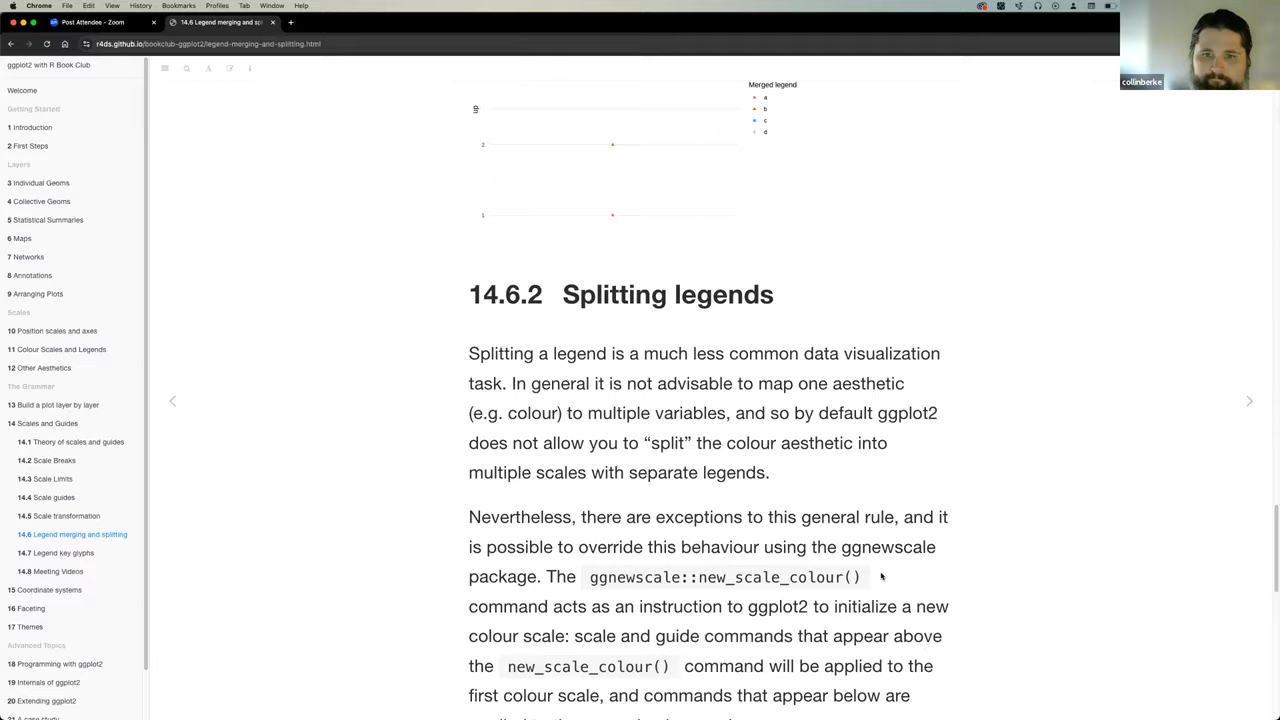 Chrome File Edit View History Bookmarks Profiles Tab Window Help
Post Attendee - Zoom
14.6 Legend merging and spl
r4ds.github.io/bookclub-ggplot2/legend-merging-and-splitting.html
collinberke
ggplot2 with R Book Club
Welcome
Getting Started
1 Introduction
2 First Steps
Layers
3 Individual Geoms
4 Collective Geoms
5 Statistical Summaries
6 Maps
7 Networks
8 Annotations
9 Arranging Plots
Scales
10 Position scales and axes
11 Colour Scales and Legends
12 Other Aesthetics
The Grammar
13 Build a plot layer by layer
14 Scales and Guides
14.1 Theory of scales and guides
14.2 Scale Breaks
14.3 Scale Limits
14.4 Scale guides
14.5 Scale transformation
14.6 Legend merging and splitting
14.7 Legend key glyphs
14.8 Meeting Videos
15 Coordinate systems
16 Faceting
17 Themes
Advanced Topics
18 Programming with ggplot2
19 Internals of ggplot2
20 Extending ggplot2
21 A case study
Merged legend
a
b
c
d
up
2
1
14.6.2 Splitting legends
Splitting a legend is a much less common data visualization
task. In general it is not advisable to map one aesthetic
(e.g. colour) to multiple variables, and so by default ggplot2
does not allow you to “split” the colour aesthetic into
multiple scales with separate legends.
Nevertheless, there are exceptions to this general rule, and it
is possible to override this behaviour using the ggnewscale
package. The ggnewscale::new_scale_colour()
command acts as an instruction to ggplot2 to initialize a new
colour scale: scale and guide commands that appear above
the new_scale_colour() command will be applied to the
first colour scale, and commands that appear below are